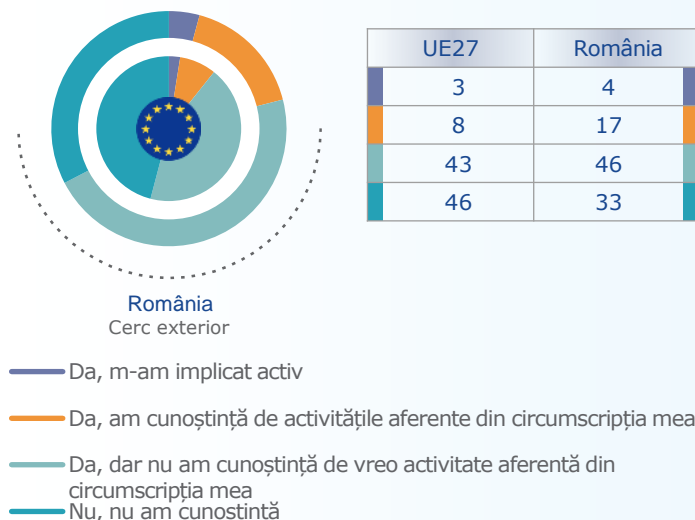 UE27 România
3 4
8 17
43 46
46 33
România
Cerc exterior
Da, m-am implicat activ
Da, am cunoștință de activitățile aferente din circumscripția mea
Da, dar nu am cunoștință de vreo activitate aferentă din
circumscripția mea
Nu, nu am cunoștință